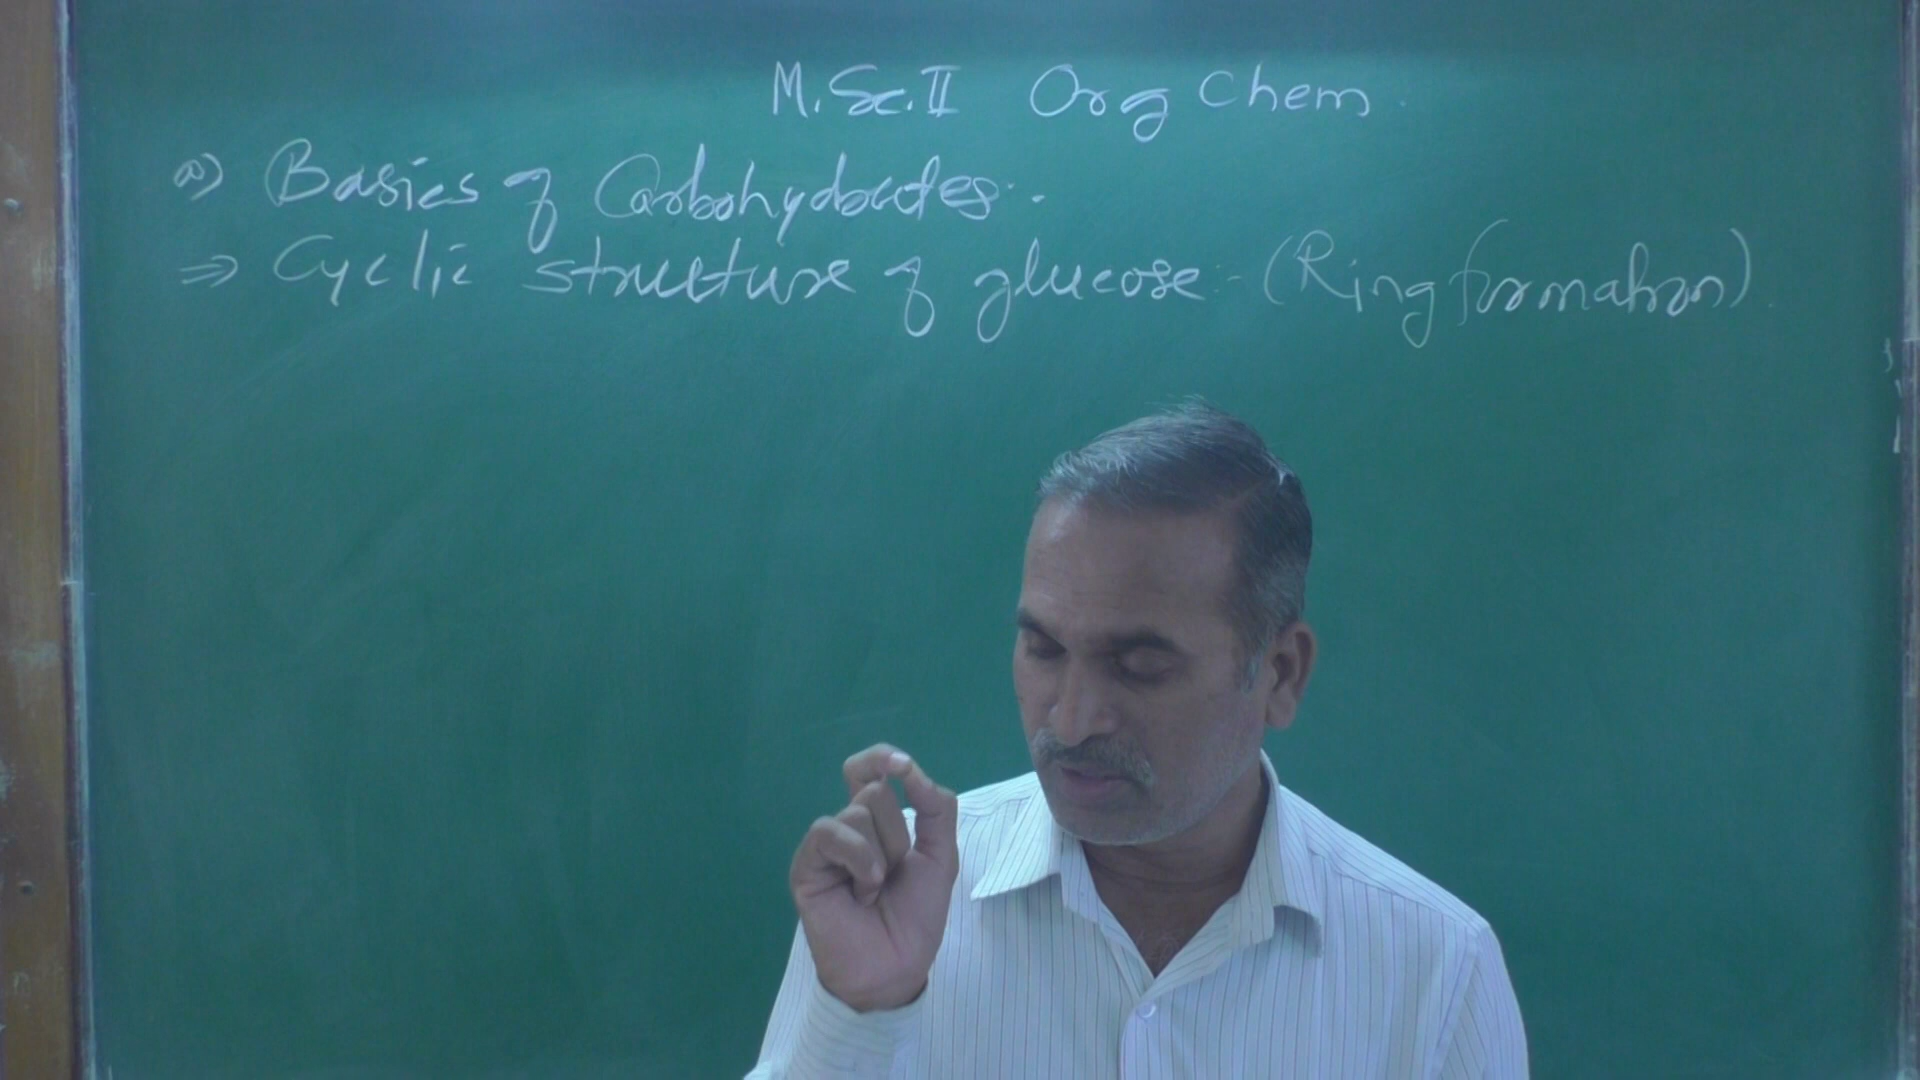 M.Sc.II Org Chem.
a) Basics of Carbohydrates:-
⇒ Cyclic structure of glucose:- (Ring formation)